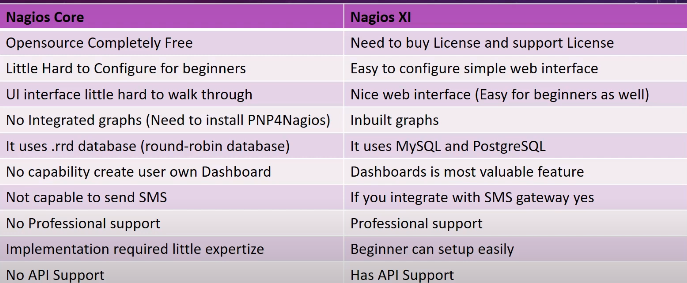 Nagios Core Nagios XI
Opensource Completely Free Need to buy License and support License
Little Hard to Configure for beginners Easy to configure simple web interface
UI interface little hard to walk through Nice web interface (Easy for beginners as well)
No Integrated graphs (Need to install PNP4Nagios) Inbuilt graphs
It uses .rrd database (round-robin database) It uses MySQL and PostgreSQL
No capability create user own Dashboard Dashboards is most valuable feature
Not capable to send SMS If you integrate with SMS gateway yes
No Professional support Professional support
Implementation required little expertize Beginner can setup easily
No API Support Has API Support